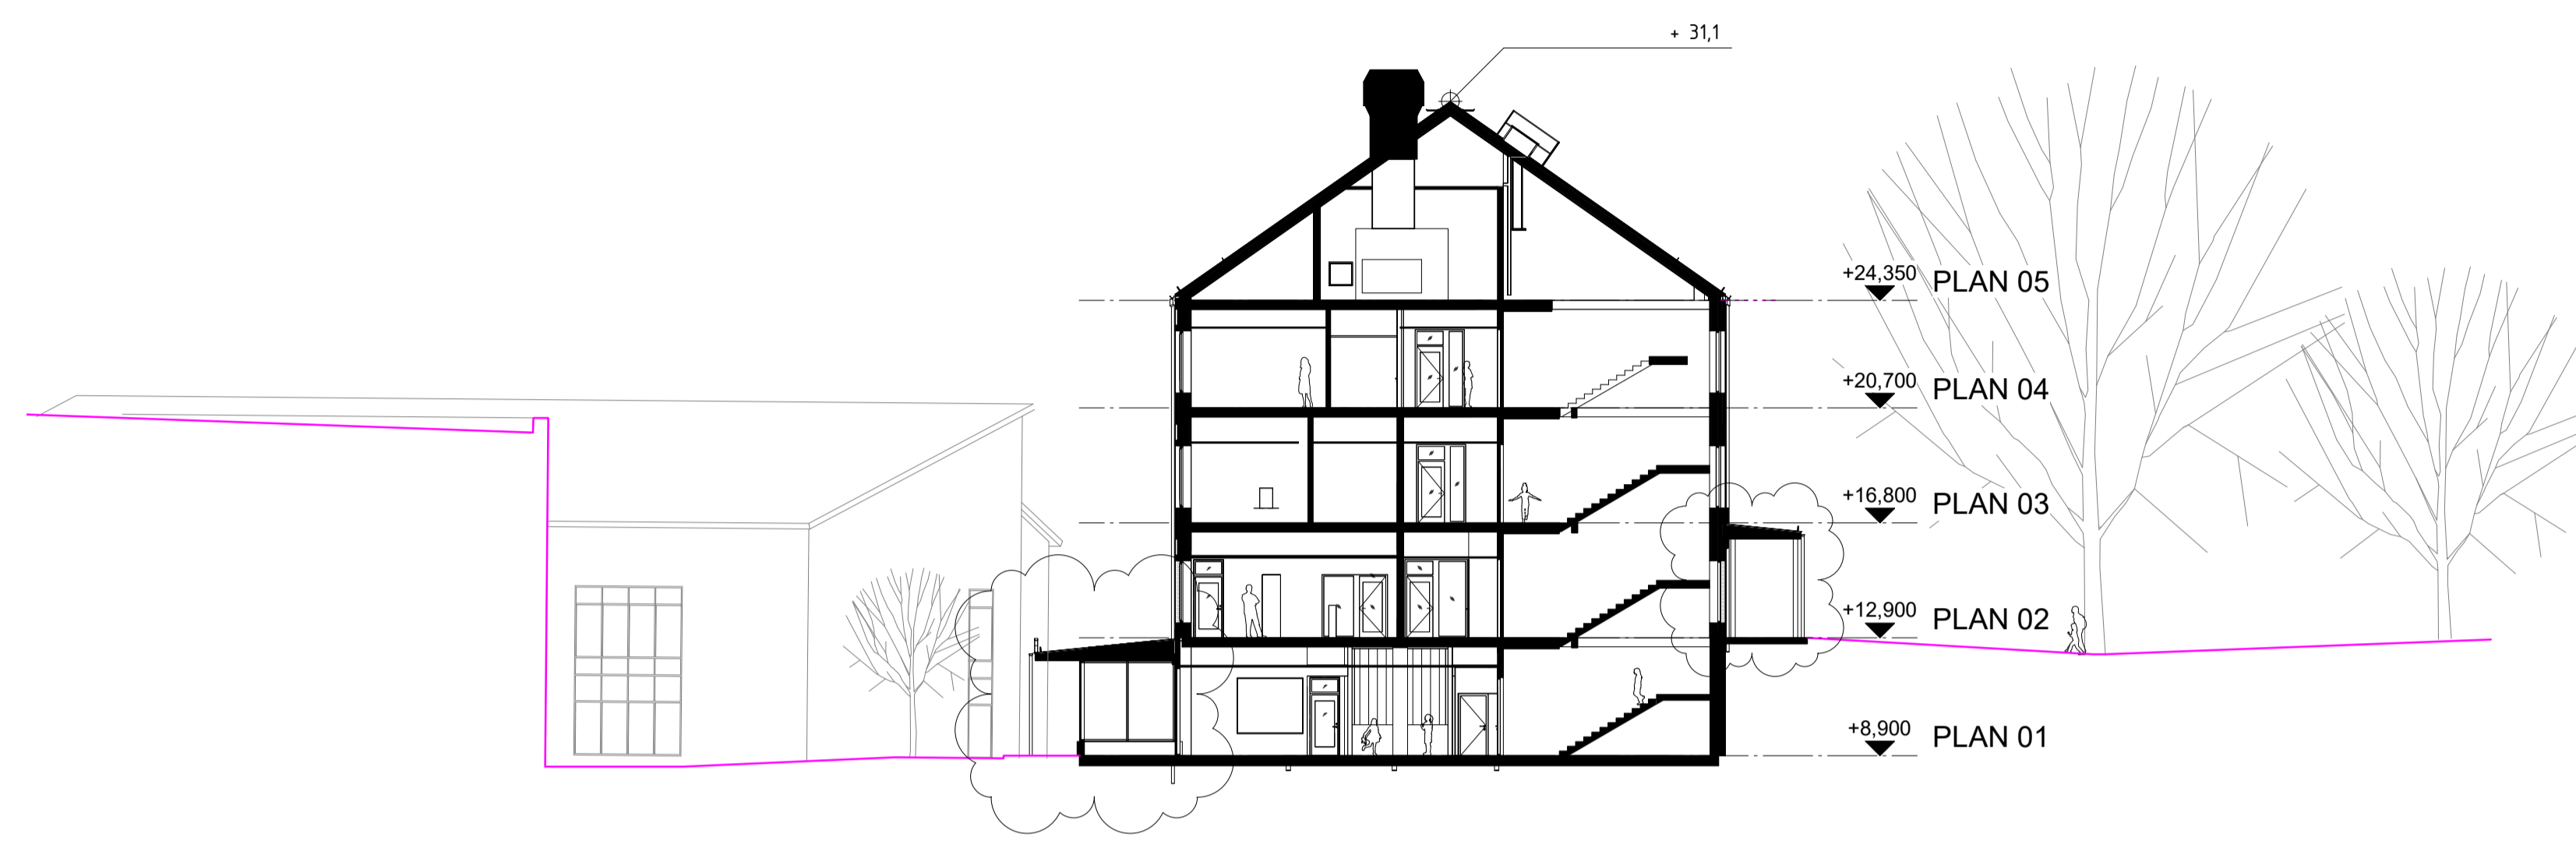 + 31,1
+24,350 PLAN 05
+20,700 PLAN 04
+16,800 PLAN 03
+12,900 PLAN 02
+8,900 PLAN 01